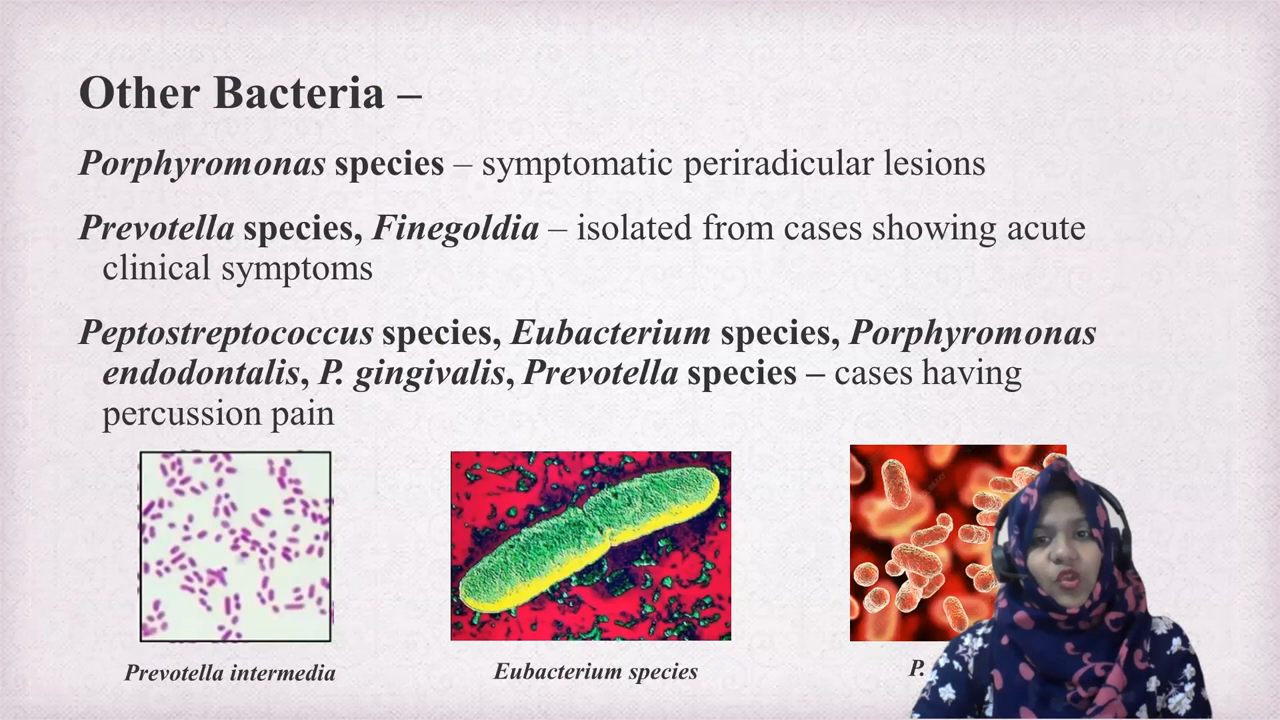 Other Bacteria –
Porphyromonas species – symptomatic periradicular lesions
Prevotella species, Finegoldia – isolated from cases showing acute
clinical symptoms
Peptostreptococcus species, Eubacterium species, Porphyromonas
endodontalis, P. gingivalis, Prevotella species – cases having
percussion pain
Prevotella intermedia
Eubacterium species
P.